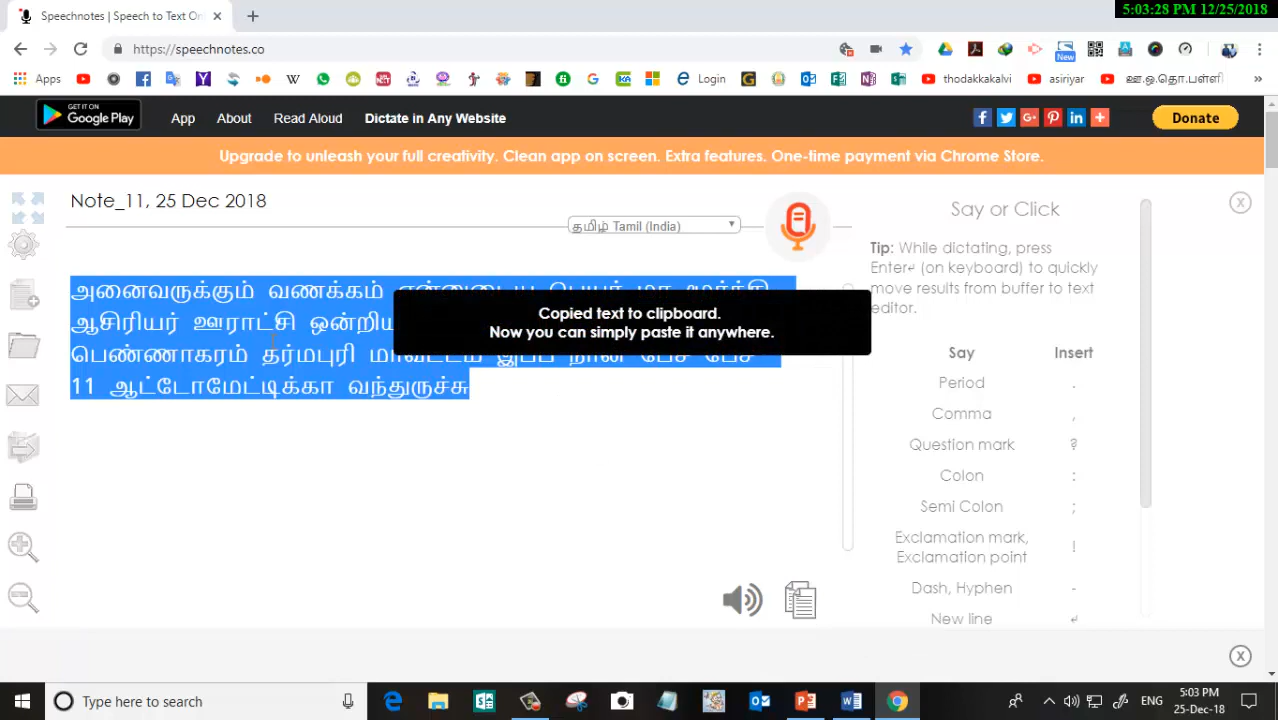 5:03:28 PM 12/25/2018
Speechnotes | Speech to Text On
https://speechnotes.co
New
Apps
Login
thodakkakalvi
asiriyar
ஊ.ஒ.தொ.பள்ளி
GET IT ON
Google Play
App
About
Read Aloud
Dictate in Any Website
Donate
Upgrade to unleash your full creativity. Clean app on screen. Extra features. One-time payment via Chrome Store.
Note_11, 25 Dec 2018
தமிழ் Tamil (India)
அனைவருக்கும் வணக்கம்
ஆசிரியர் ஊராட்சி
பெண்ணாகரம் தர்மபுரி
11 ஆட்டோமேட்டிக்கா வந்துருச்சு
Copied text to clipboard.
Now you can simply paste it anywhere.
Say or Click
Tip: While dictating, press
Enter↵ (on keyboard) to quickly
move results from buffer to text
editor.
Say Insert
Period .
Comma ,
Question mark ?
Colon :
Semi Colon ;
Exclamation mark, !
Exclamation point
Dash, Hyphen -
New line ↵
Type here to search
ENG
5:03 PM
25-Dec-18